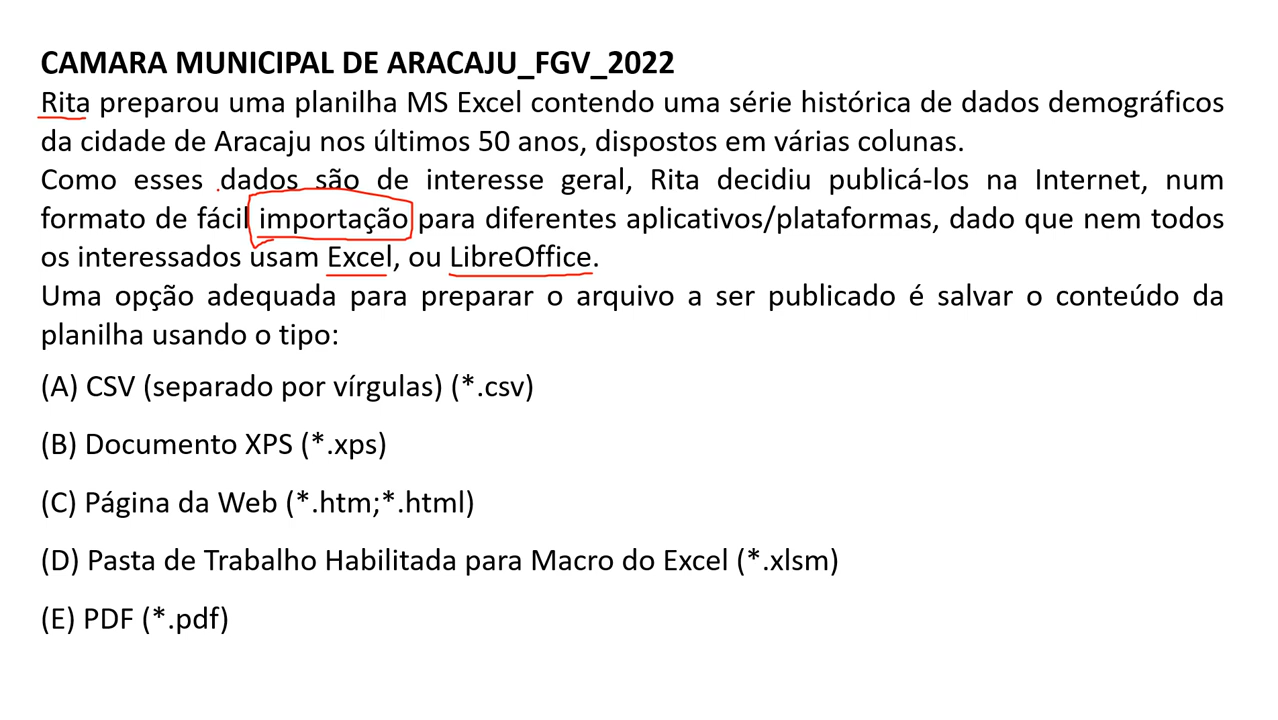 CAMARA MUNICIPAL DE ARACAJU_FGV_2022
Rita preparou uma planilha MS Excel contendo uma série histórica de dados demográficos
da cidade de Aracaju nos últimos 50 anos, dispostos em várias colunas.
Como esses dados são de interesse geral, Rita decidiu publicá-los na Internet, num
formato de fácil importação para diferentes aplicativos/plataformas, dado que nem todos
os interessados usam Excel, ou LibreOffice.
Uma opção adequada para preparar o arquivo a ser publicado é salvar o conteúdo da
planilha usando o tipo:
(A) CSV (separado por vírgulas) (*.csv)
(B) Documento XPS (*.xps)
(C) Página da Web (*.htm;*.html)
(D) Pasta de Trabalho Habilitada para Macro do Excel (*.xlsm)
(E) PDF (*.pdf)